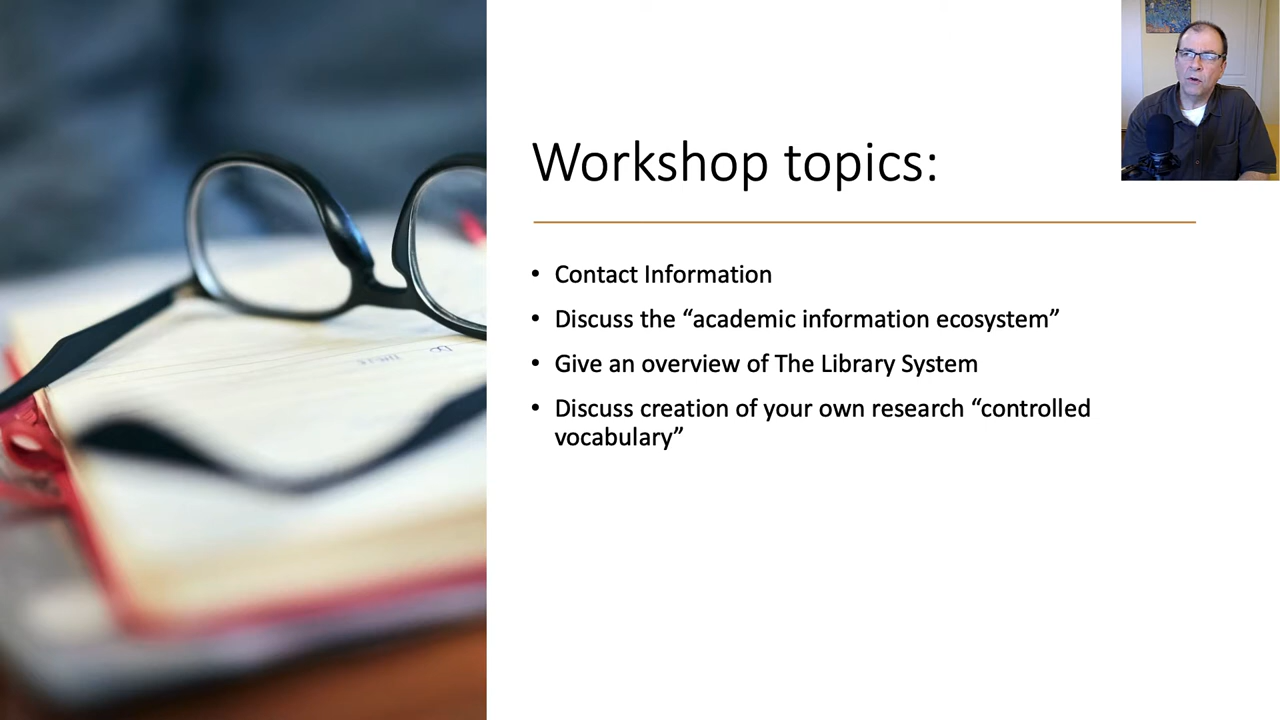 Workshop topics:
• Contact Information
• Discuss the “academic information ecosystem”
• Give an overview of The Library System
• Discuss creation of your own research “controlled
vocabulary”